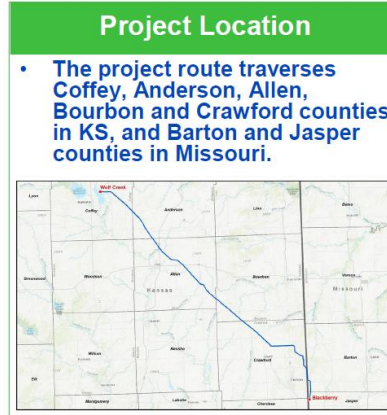 Project Location
• The project route traverses
Coffey, Anderson, Allen,
Bourbon and Crawford counties
in KS, and Barton and Jasper
counties in Missouri.
Wolf Creek
Lyon
Coffey
Anderson
Linn
Greenwood
Woodson
Allen
Bourbon
Vernon
Kansas
Missouri
Wilson
Neosho
Crawford
Barton
Elk
Montgomery
Labette
Cherokee
Blackberry
Jasper